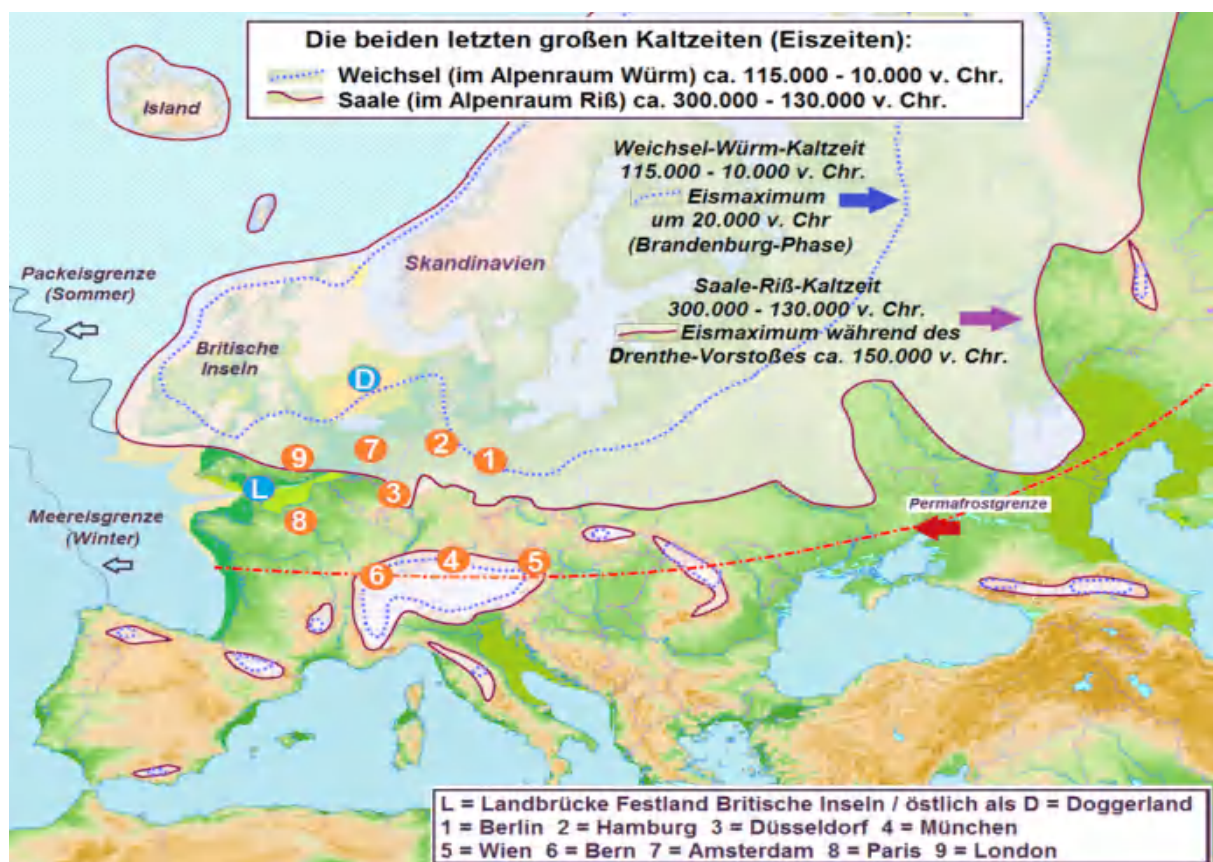 Die beiden letzten großen Kaltzeiten (Eiszeiten):
Weichsel (im Alpenraum Würm) ca. 115.000 - 10.000 v. Chr.
Saale (im Alpenraum Riß) ca. 300.000 - 130.000 v. Chr.
Island
Weichsel-Würm-Kaltzeit
115.000 - 10.000 v. Chr.
Eismaximum
um 20.000 v. Chr
(Brandenburg-Phase)
Skandinavien
Packeisgrenze
(Sommer)
Saale-Riß-Kaltzeit
300.000 - 130.000 v. Chr.
Eismaximum während des
Drenthe-Vorstoßes ca. 150.000 v. Chr.
Britische
Inseln
D
2
7
9
1
L
3
8
Permafrostgrenze
Meereisgrenze
(Winter)
4
5
6
L = Landbrücke Festland Britische Inseln / östlich als D = Doggerland
1 = Berlin 2 = Hamburg 3 = Düsseldorf 4 = München
5 = Wien 6 = Bern 7 = Amsterdam 8 = Paris 9 = London